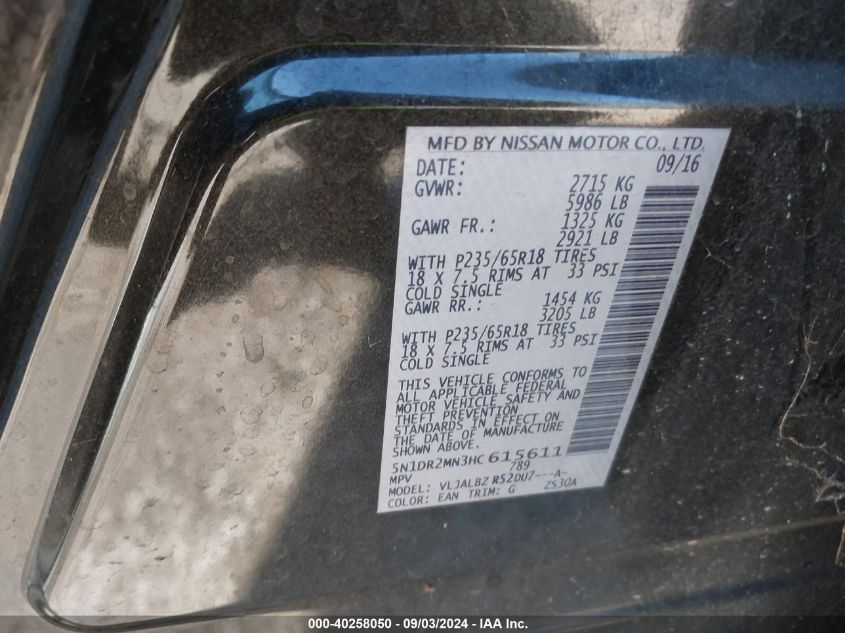 MFD BY NISSAN MOTOR CO., LTD.
DATE: 09/16
GVWR: 2715 KG
5986 LB
GAWR FR.: 1325 KG
2921 LB
WITH P235/65R18 TIRES
18 X 7.5 RIMS AT 33 PSI
COLD SINGLE
GAWR RR.: 1454 KG
3205 LB
WITH P235/65R18 TIRES
18 X 7.5 RIMS AT 33 PSI
COLD SINGLE
THIS VEHICLE CONFORMS TO
ALL APPLICABLE FEDERAL
MOTOR VEHICLE SAFETY AND
THEFT PREVENTION
STANDARDS IN EFFECT ON
THE DATE OF MANUFACTURE
SHOWN ABOVE.
5N1DR2MN3HC615611
MPV 789
MODEL: VLJALBZ R52DU7---A-
COLOR: EAN TRIM: G ZS30A
000-40258050 - 09/03/2024 - IAA Inc.